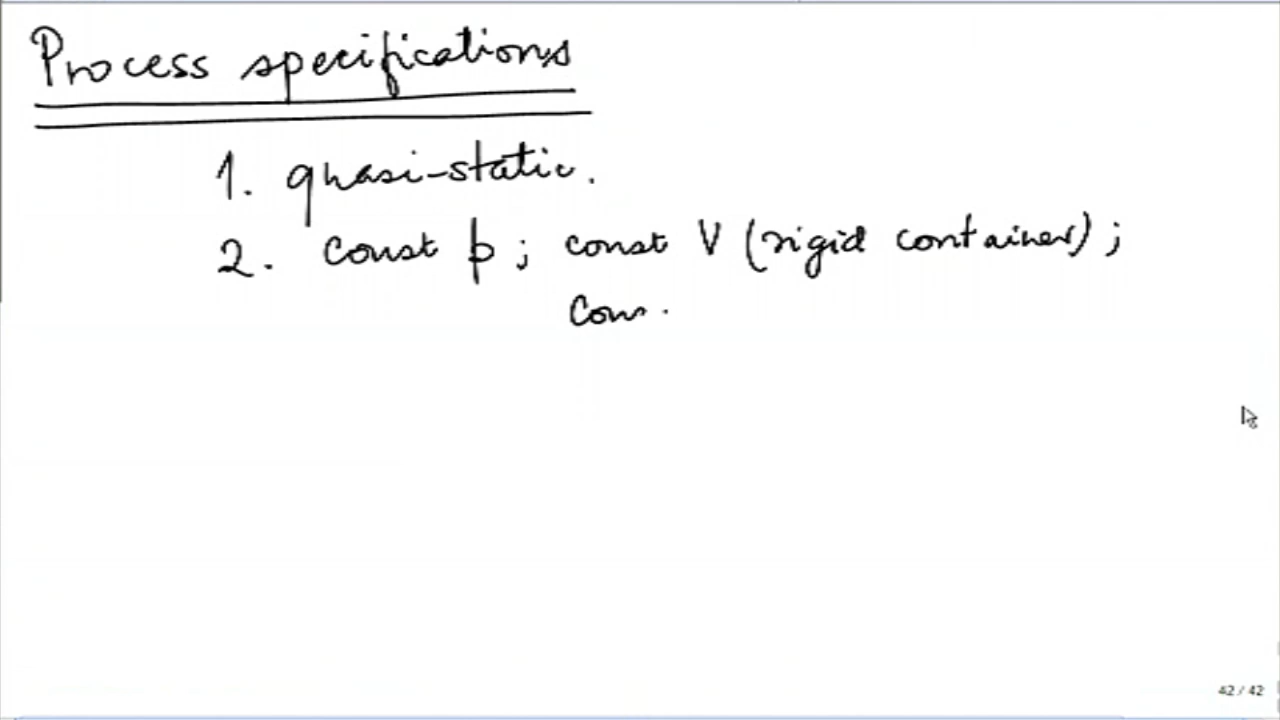 Process specifications
1. quasi-static.
2. const p; const V (rigid container);
Con
42 / 42